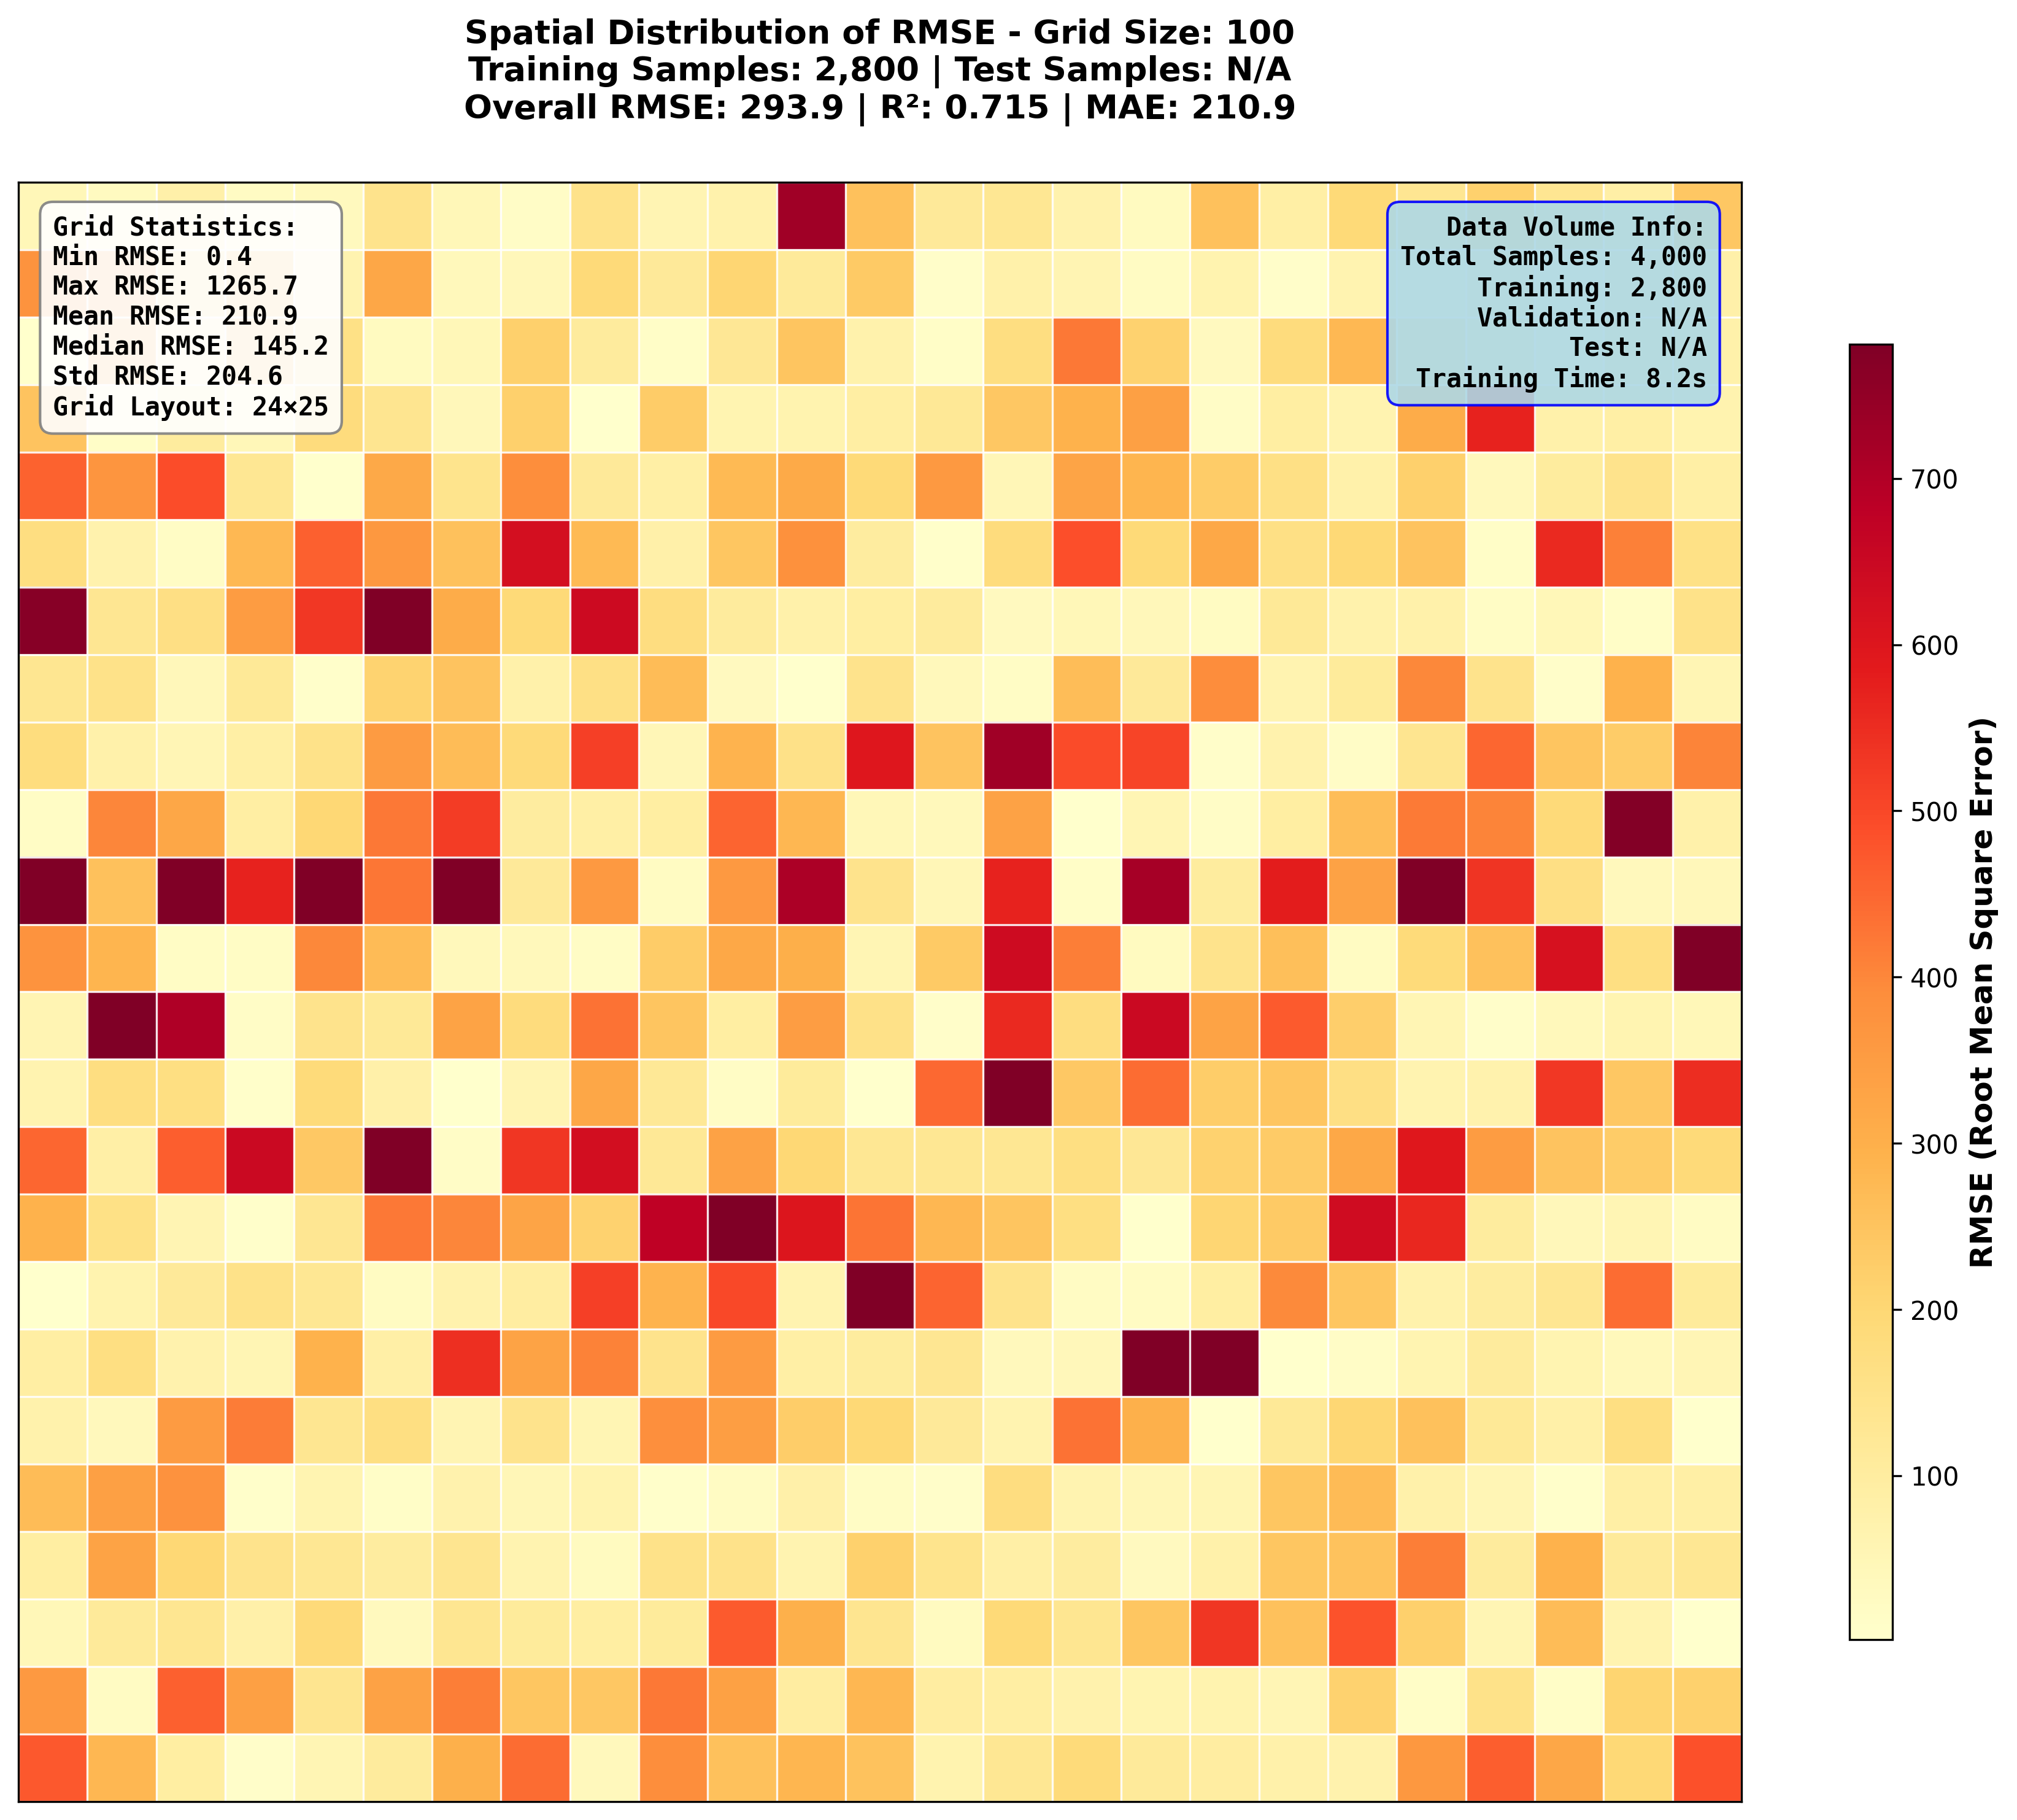 Spatial Distribution of RMSE - Grid Size: 100
Training Samples: 2,800 | Test Samples: N/A
Overall RMSE: 293.9 | R²: 0.715 | MAE: 210.9
Grid Statistics:
Min RMSE: 0.4
Max RMSE: 1265.7
Mean RMSE: 210.9
Median RMSE: 145.2
Std RMSE: 204.6
Grid Layout: 24×25
Data Volume Info:
Total Samples: 4,000
Training: 2,800
Validation: N/A
Test: N/A
Training Time: 8.2s
700
600
500
400
300
200
100
RMSE (Root Mean Square Error)